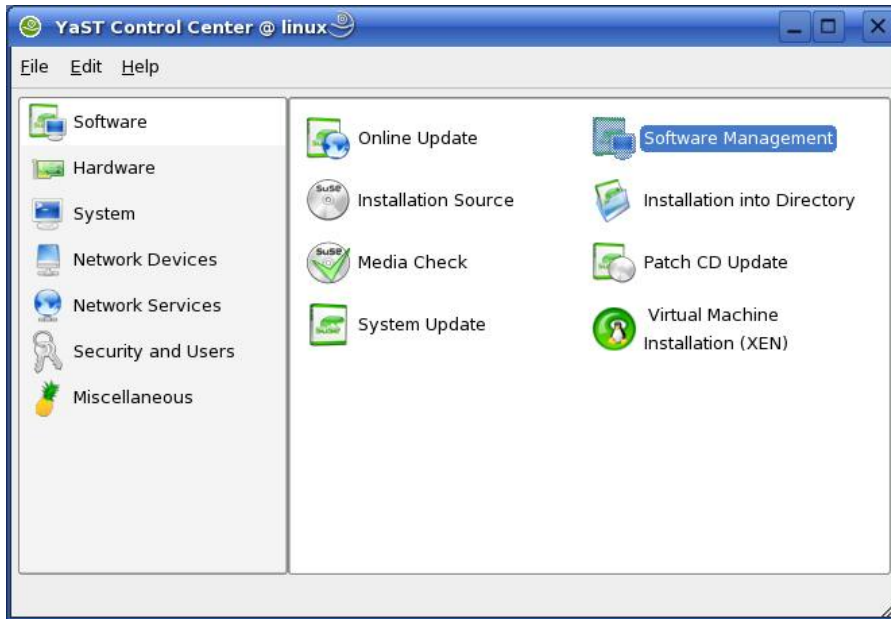 YaST Control Center @ linux
File Edit Help
Software
Hardware
System
Network Devices
Network Services
Security and Users
Miscellaneous
Online Update
Software Management
SUSE
Installation Source
Installation into Directory
SUSE
Media Check
Patch CD Update
System Update
Virtual Machine
Installation (XEN)